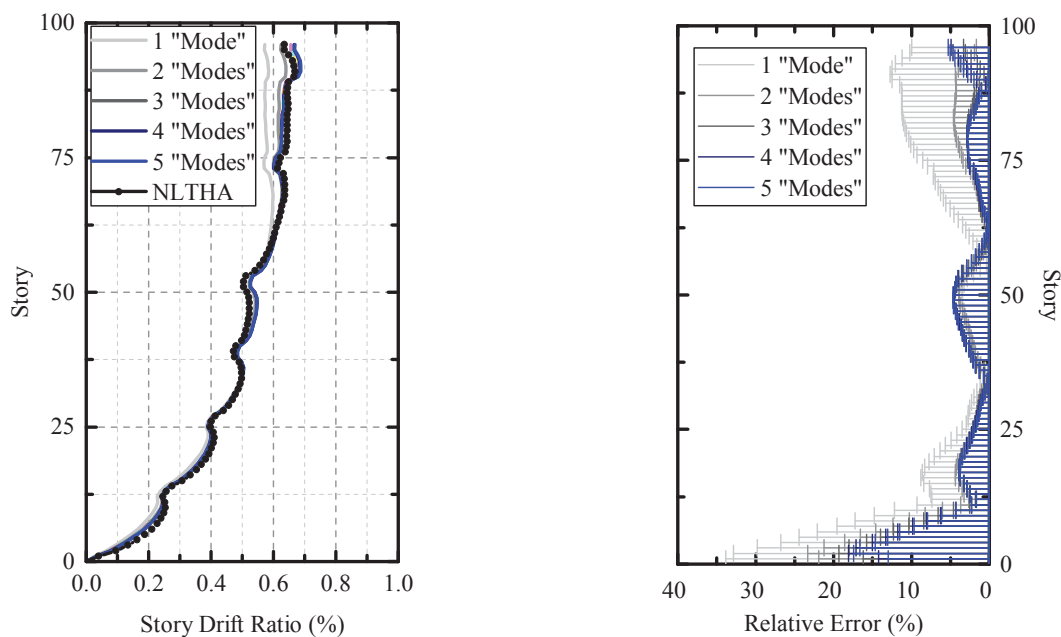 100
75
50
25
0
Story
1 "Mode"
2 "Modes"
3 "Modes"
4 "Modes"
5 "Modes"
NLTHA
0.0 0.2 0.4 0.6 0.8 1.0
Story Drift Ratio (%)
1 "Mode"
2 "Modes"
3 "Modes"
4 "Modes"
5 "Modes"
100
75
50
25
0
Story
40 30 20 10 0
Relative Error (%)